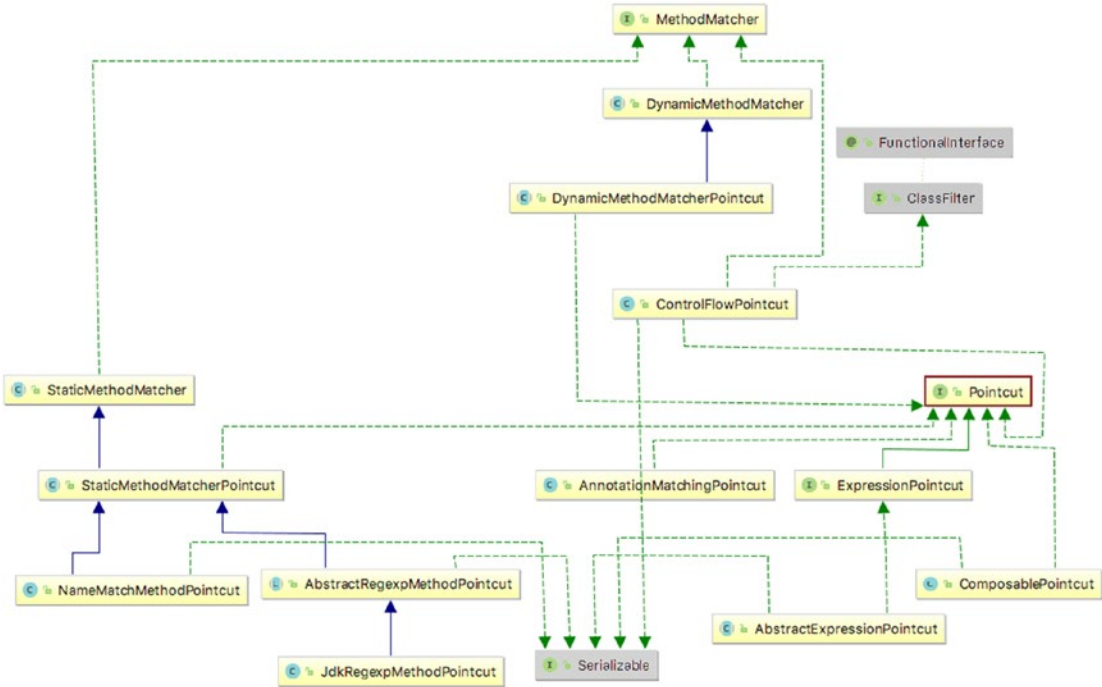 MethodMatcher
DynamicMethodMatcher
FunctionalInterface
DynamicMethodMatcherPointcut
ClassFilter
ControlFlowPointcut
StaticMethodMatcher
Pointcut
StaticMethodMatcherPointcut
AnnotationMatchingPointcut
ExpressionPointcut
NameMatchMethodPointcut
AbstractRegexpMethodPointcut
ComposablePointcut
AbstractExpressionPointcut
JdkRegexpMethodPointcut
Serializable